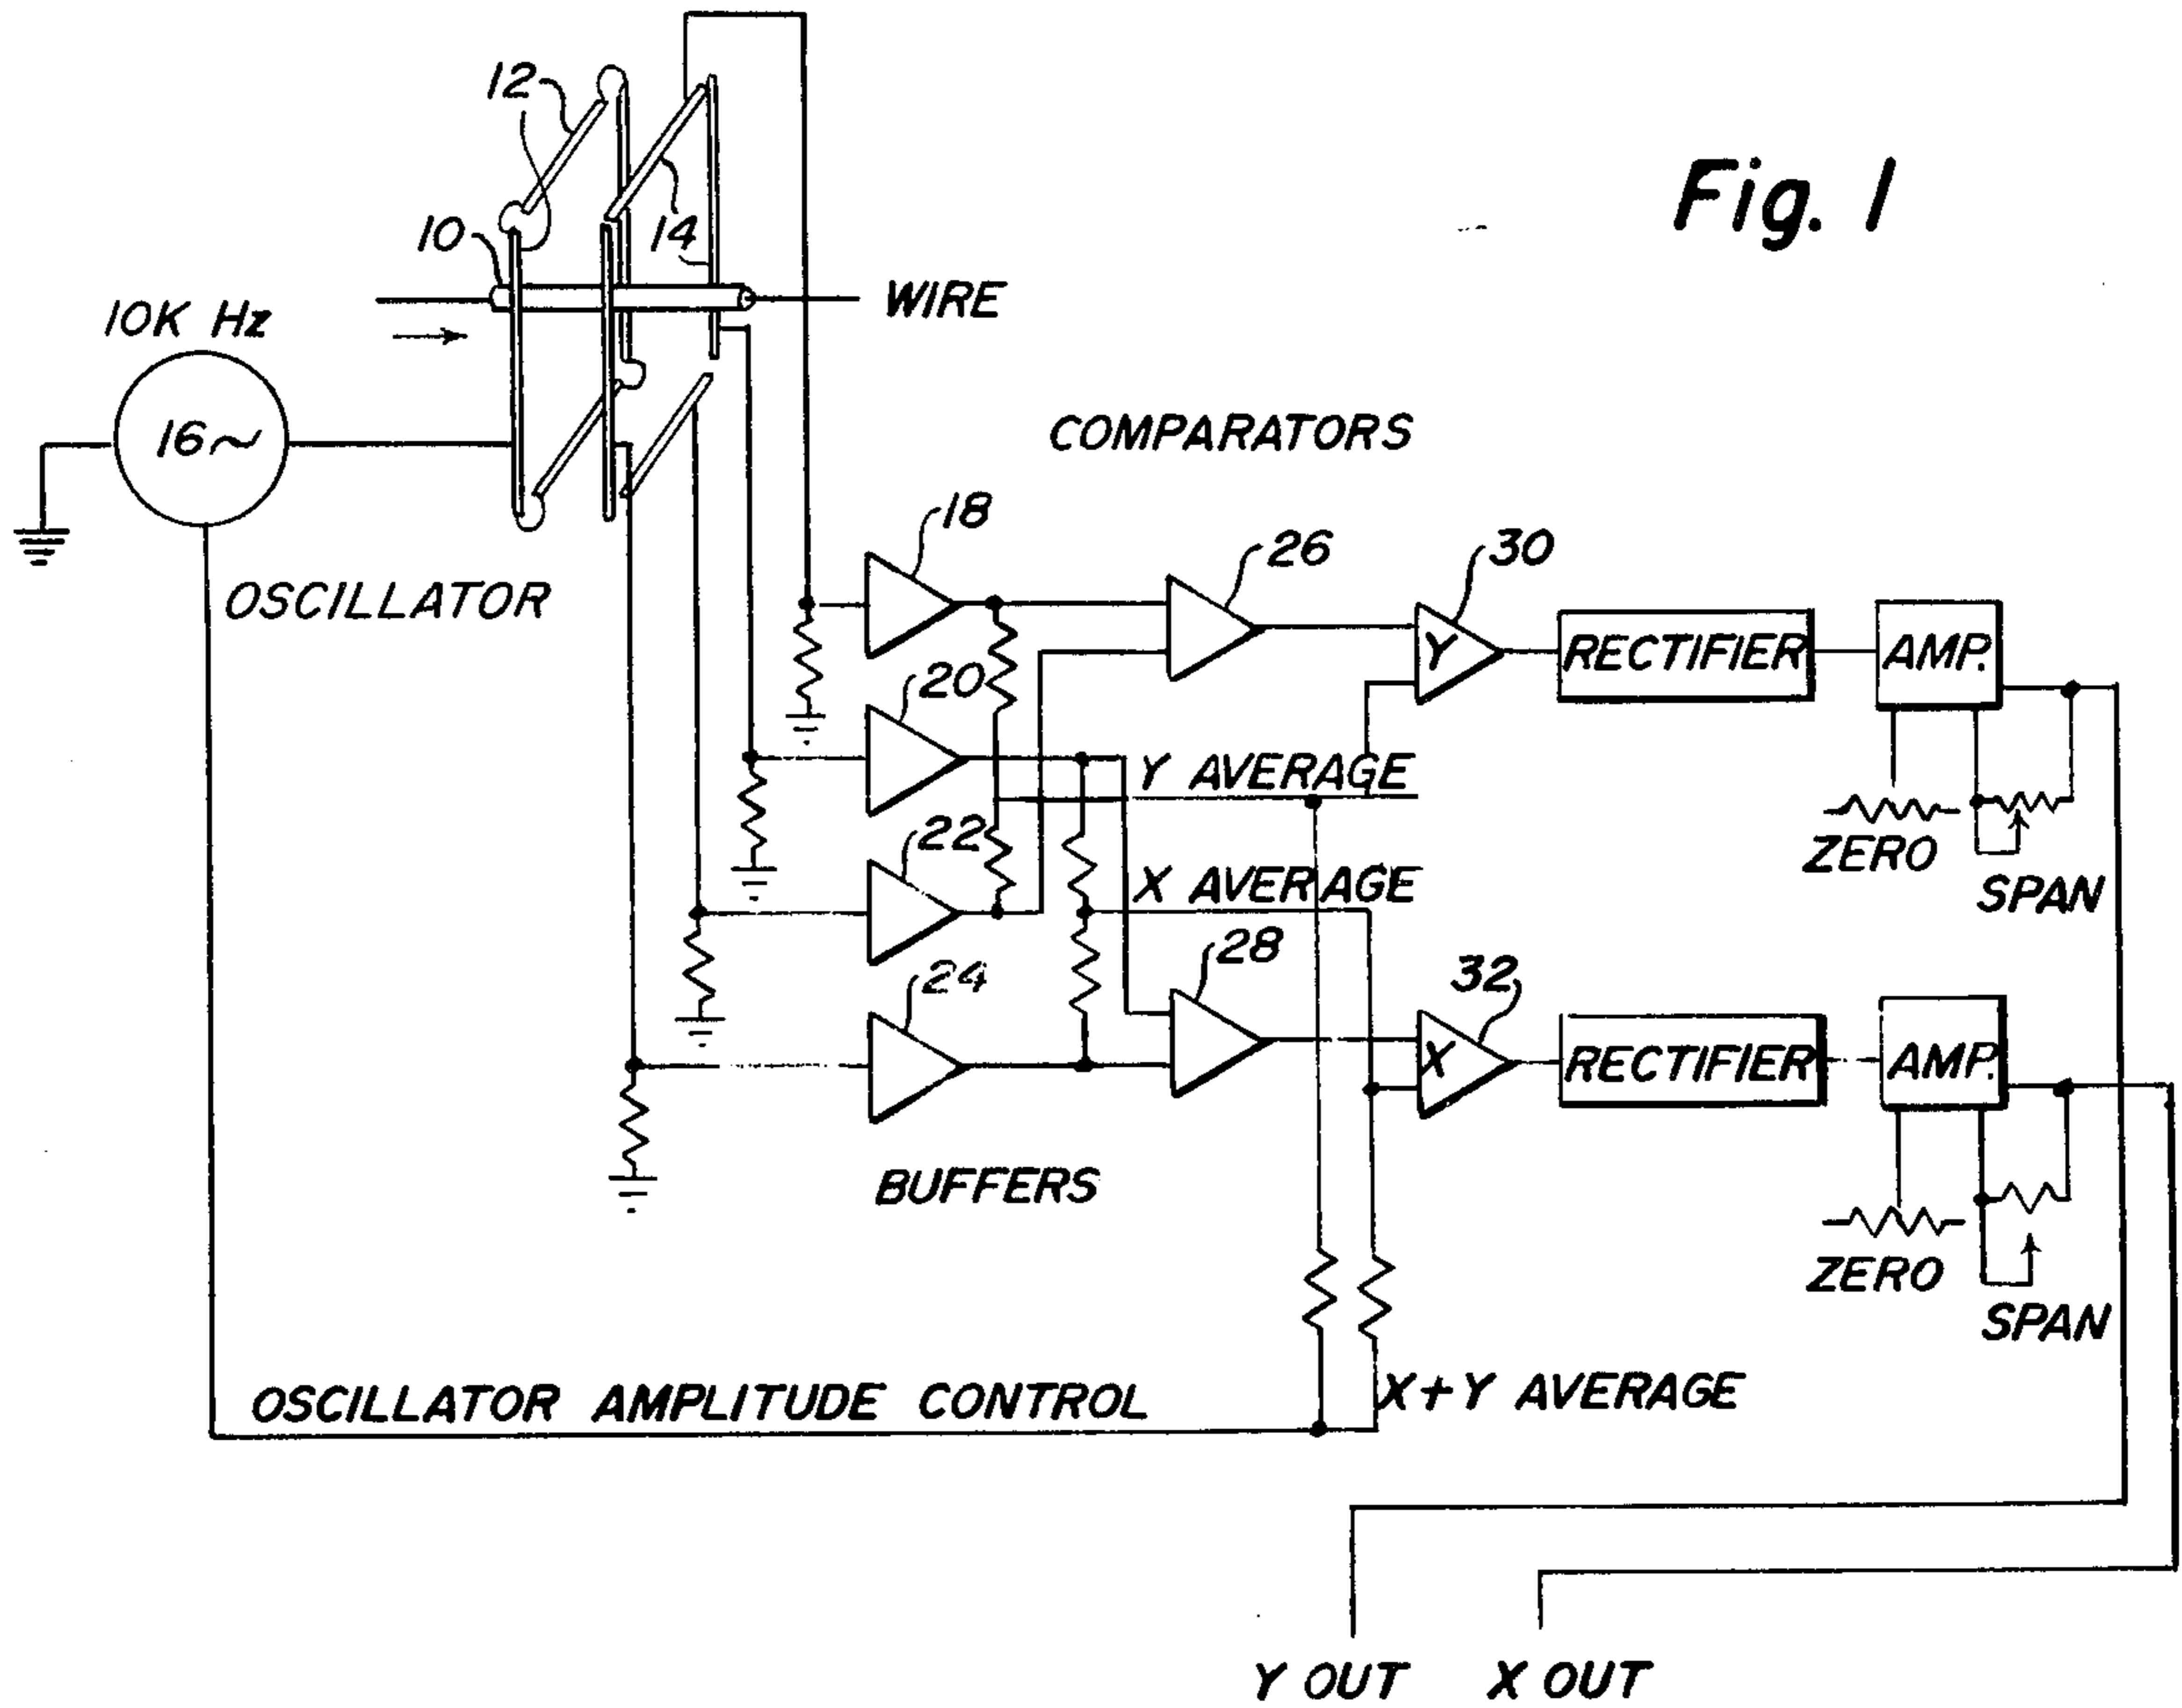 Fig. 1
12
10
14
WIRE
10K Hz
16~
COMPARATORS
OSCILLATOR
18
26
30
Y
RECTIFIER
AMP.
20
Y AVERAGE
ZERO
SPAN
22
X AVERAGE
24
28
32
X
RECTIFIER
AMP.
BUFFERS
ZERO
SPAN
OSCILLATOR AMPLITUDE CONTROL
X+Y AVERAGE
Y OUT
X OUT